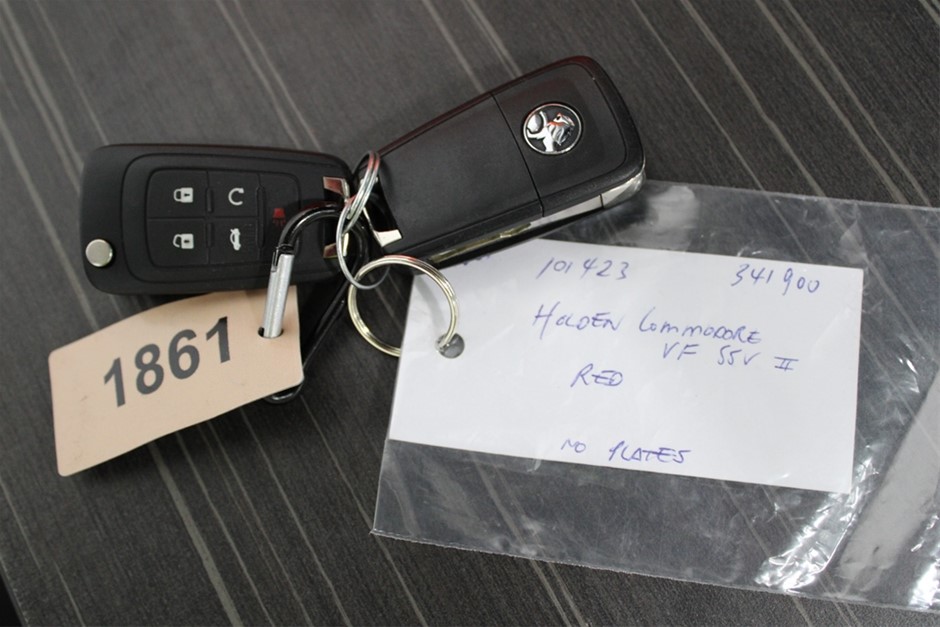 1861
101423 341900
HOLDEN COMMODORE
VF SSV II
RED
NO PLATES